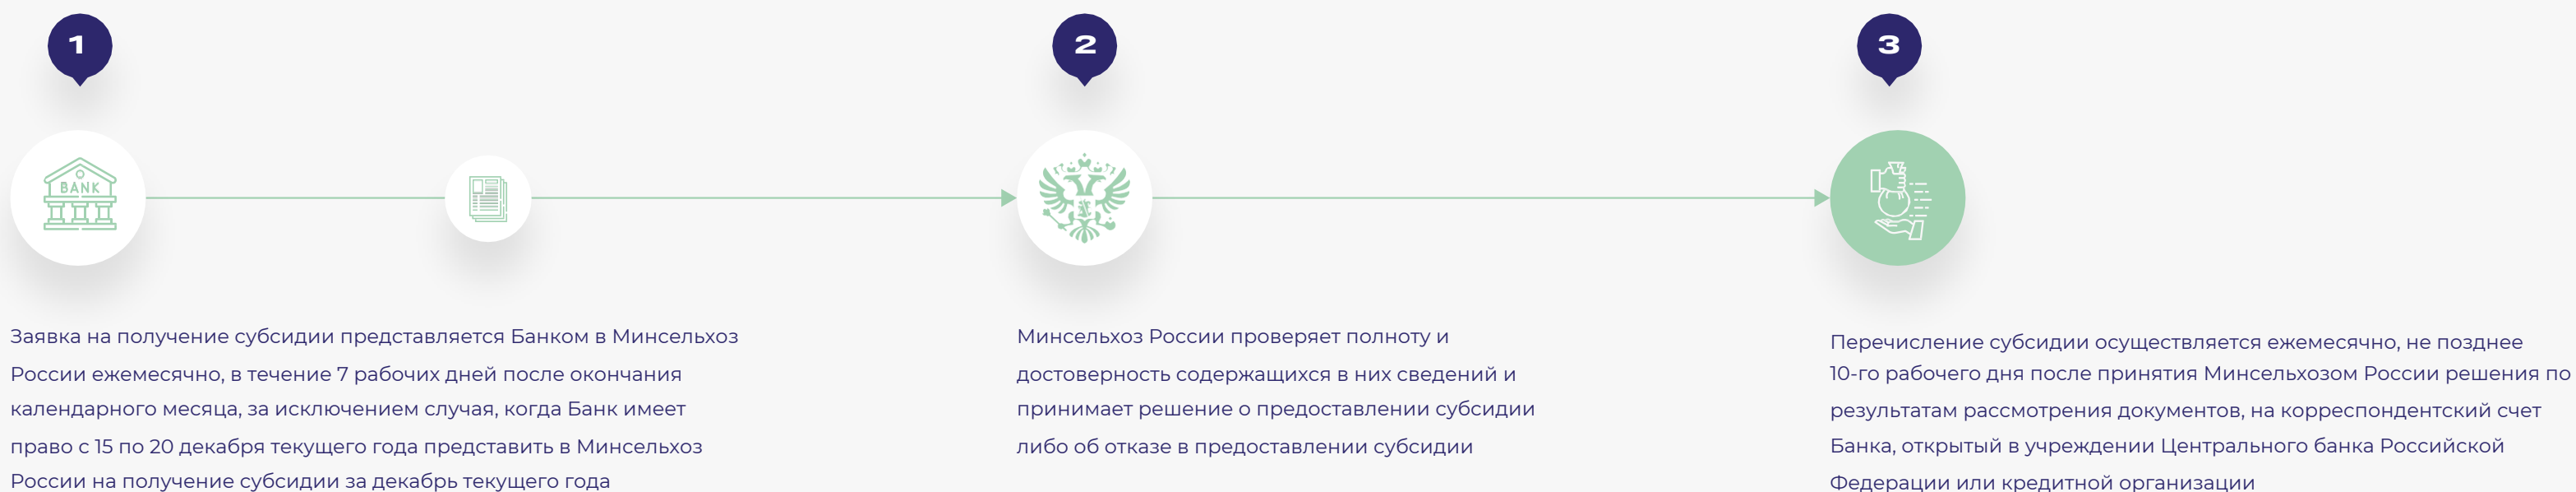 1
2
3
BANK
Заявка на получение субсидии представляется Банком в Минсельхоз
России ежемесячно, в течение 7 рабочих дней после окончания
календарного месяца, за исключением случая, когда Банк имеет
право с 15 по 20 декабря текущего года представить в Минсельхоз
России на получение субсидии за декабрь текущего года
Минсельхоз России проверяет полноту и
достоверность содержащихся в них сведений и
принимает решение о предоставлении субсидии
либо об отказе в предоставлении субсидии
Перечисление субсидии осуществляется ежемесячно, не позднее
10-го рабочего дня после принятия Минсельхозом России решения по
результатам рассмотрения документов, на корреспондентский счет
Банка, открытый в учреждении Центрального банка Российской
Федерации или кредитной организации